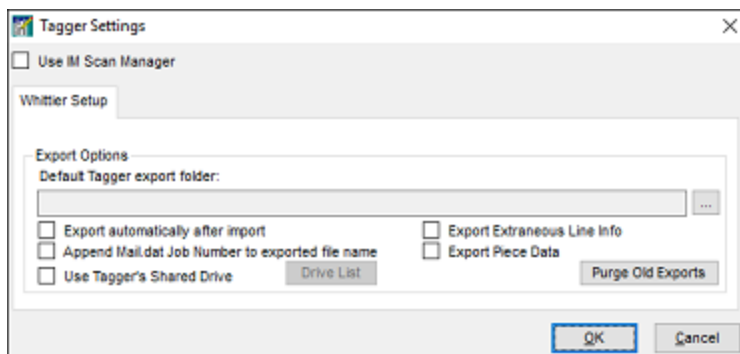 Tagger Settings
Use IM Scan Manager
Whittier Setup
Export Options
Default Tagger export folder:
...
Export automatically after import
Export Extraneous Line Info
Append Mail.dat Job Number to exported file name
Export Piece Data
Use Tagger's Shared Drive
Drive List
Purge Old Exports
OK
Cancel